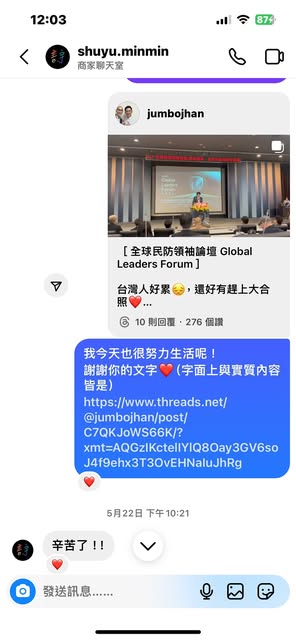 12:03
87
shuyu.minmin
商家聊天室
jumbojhan
Global
Leaders Forum
［ 全球民防領袖論壇 Global
Leaders Forum ］
台灣人好累😔，還好有趕上大合
照❤️...
10 則回覆 · 276 個讚
我今天也很努力生活呢！
謝謝你的文字❤️ (字面上與實質內容
皆是）
https://www.threads.net/
@jumbojhan/post/
C7QKJoWS66K/?
xmt=AQGzlKctellYlQ8Oay3GV6so
J4f9ehx3T3OvEHNaluJhRg
❤️
5月22日 下午10:21
辛苦了！！
❤️
發送訊息......